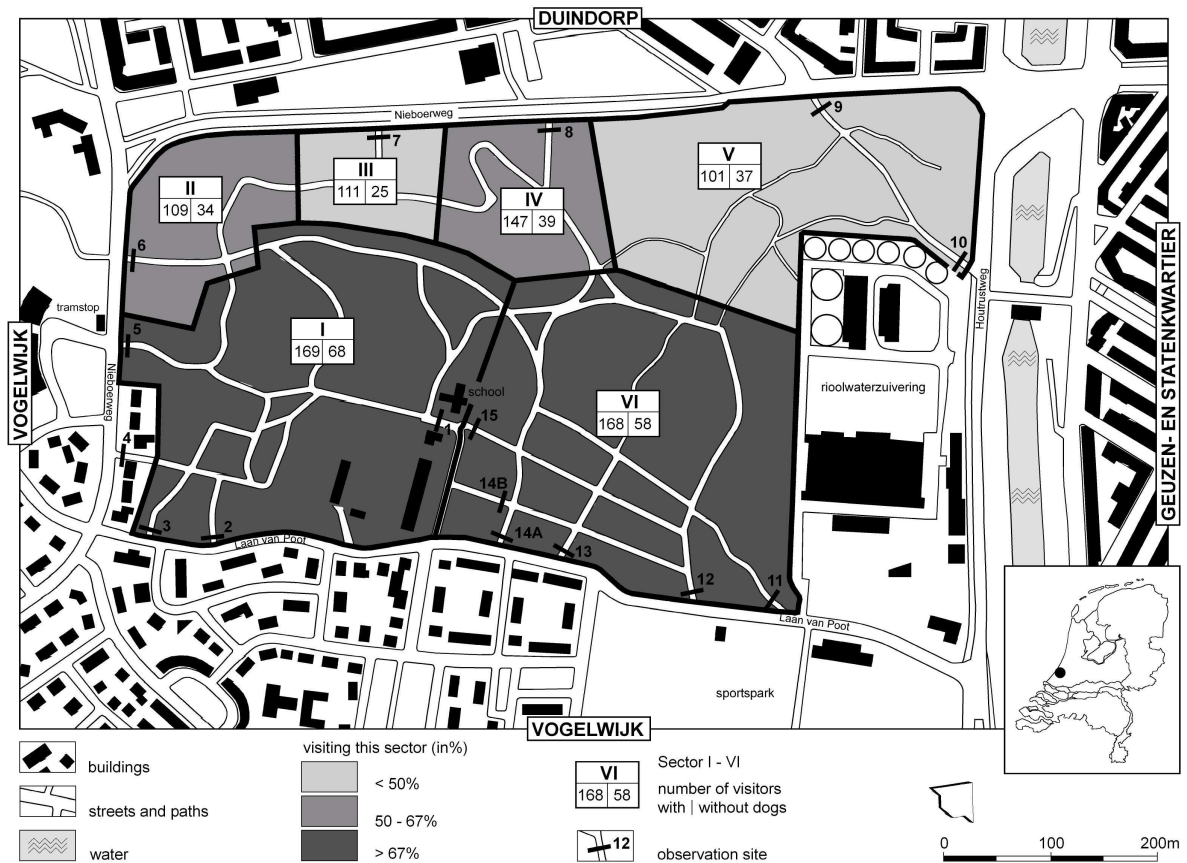 DUINDORP
Nieboerweg
9
8
7
V
101 37
III
111 25
II
109 34
IV
147 39
6
10
GEUZEN- EN STATENKWARTIER
Houtrustweg
tramstop
5
I
169 68
VOGELWIJK
Nieboerweg
school
rioolwaterzuivering
VI
168 58
1
15
4
14B
3
2
Laan van Poot
14A
13
12
11
Laan van Poot
sportspark
VOGELWIJK
buildings
streets and paths
water
visiting this sector (in%)
< 50%
50 - 67%
> 67%
VI
168 58
Sector I - VI
number of visitors
with | without dogs
12
observation site
0 100 200m